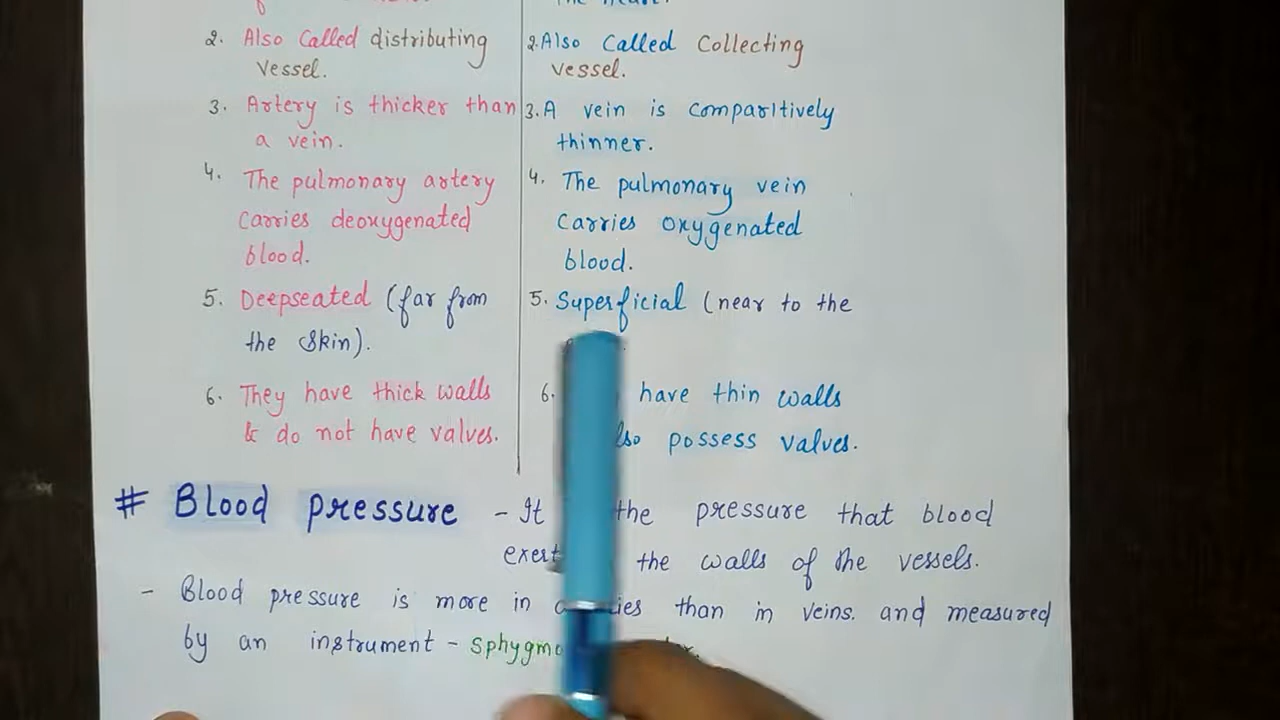 2. Also Called distributing
vessel.
3. Artery is thicker than
a vein.
4. The pulmonary artery
Carries deoxygenated
blood.
5. Deepseated (far from
the Skin).
6. They have thick walls
& do not have valves.
2. Also Called Collecting
vessel.
3. A vein is comparitively
thinner.
4. The pulmonary vein
Carries oxygenated
blood.
5. Superficial (near to the
6. have thin walls
possess valves.
# Blood pressure - It the pressure that blood
the walls of the vessels.
- Blood pressure is more in than in veins. and measured
by an instrument -